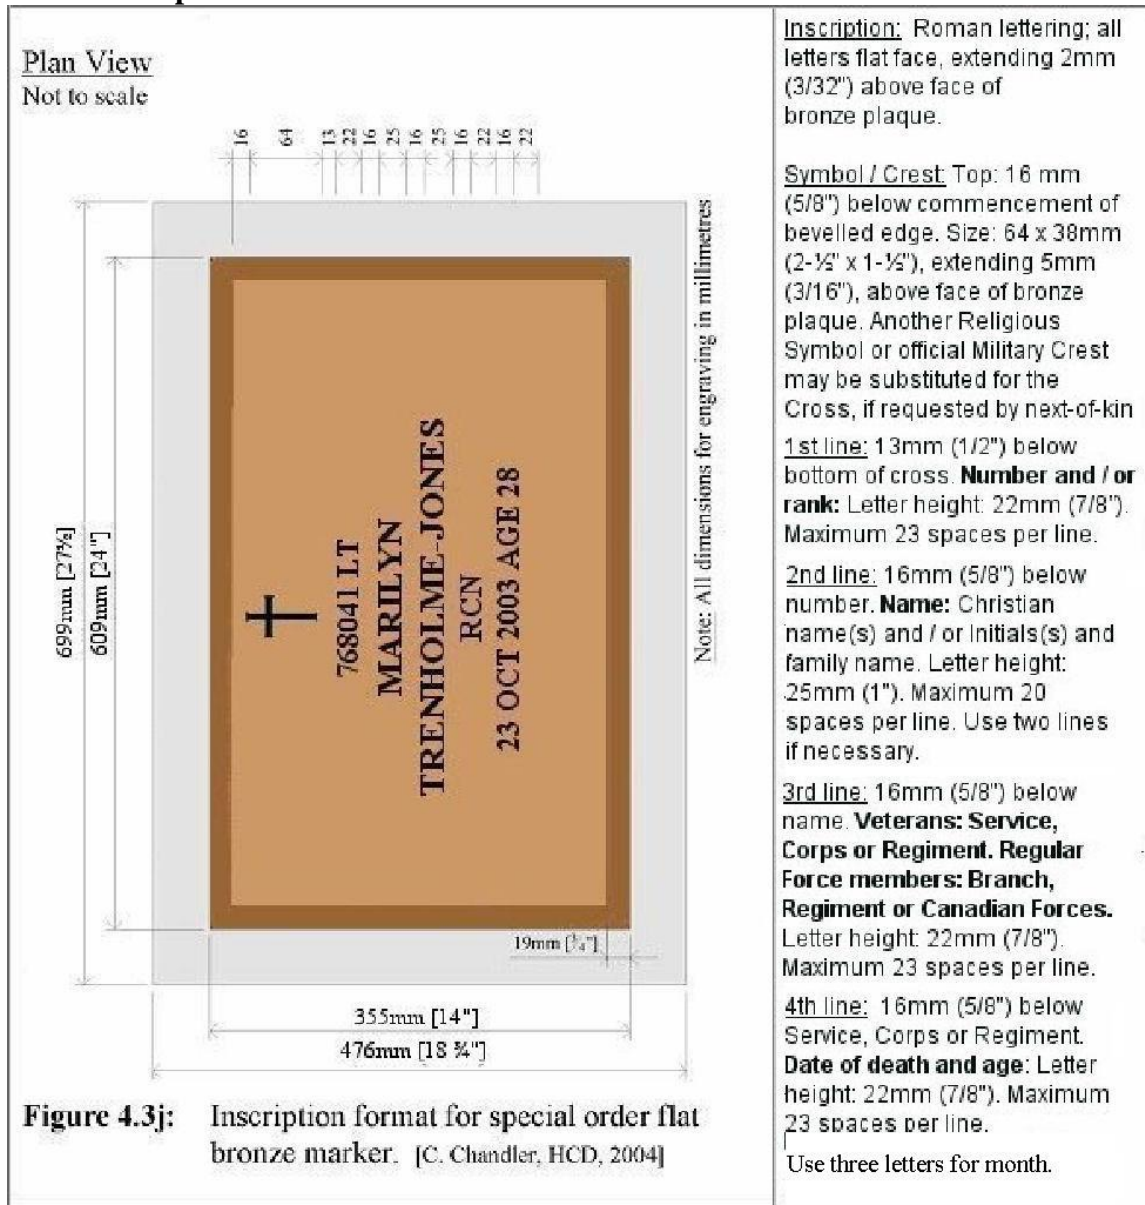 Plan View
Not to scale
16 64 13 22 16 25 16 25 16 22 16 22
699mm [27½]
609mm [24"]
768041 LT
MARILYN
TRENHOLME-JONES
RCN
23 OCT 2003 AGE 28
Note: All dimensions for engraving in millimetres
19mm [¾"]
355mm [14"]
476mm [18 ¾"]
Figure 4.3j: Inscription format for special order flat
bronze marker. [C. Chandler, HCD, 2004]
Inscription: Roman lettering; all
letters flat face, extending 2mm
(3/32") above face of
bronze plaque.
Symbol / Crest: Top: 16 mm
(5/8") below commencement of
bevelled edge. Size: 64 x 38mm
(2-½" x 1-½"), extending 5mm
(3/16"), above face of bronze
plaque. Another Religious
Symbol or official Military Crest
may be substituted for the
Cross, if requested by next-of-kin
1st line: 13mm (1/2") below
bottom of cross. Number and / or
rank: Letter height: 22mm (7/8").
Maximum 23 spaces per line.
2nd line: 16mm (5/8") below
number. Name: Christian
name(s) and / or Initials(s) and
family name. Letter height:
25mm (1"). Maximum 20
spaces per line. Use two lines
if necessary.
3rd line: 16mm (5/8") below
name. Veterans: Service,
Corps or Regiment. Regular
Force members: Branch,
Regiment or Canadian Forces.
Letter height: 22mm (7/8").
Maximum 23 spaces per line.
4th line: 16mm (5/8") below
Service, Corps or Regiment.
Date of death and age: Letter
height: 22mm (7/8"). Maximum
23 spaces per line.
Use three letters for month.